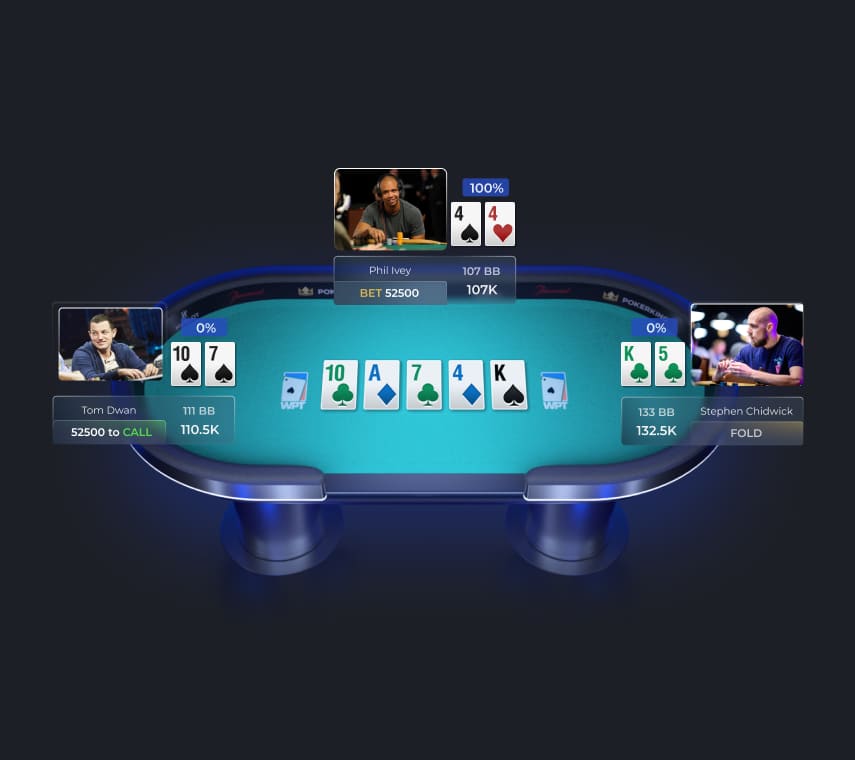 100%
4 4
Phil Ivey 107 BB
BET 52500 107K
POKERKING
0%
10 7
0%
K 5
10 A 7 4 K
WPT WPT
Tom Dwan 111 BB
52500 to CALL 110.5K
133 BB Stephen Chidwick
132.5K FOLD